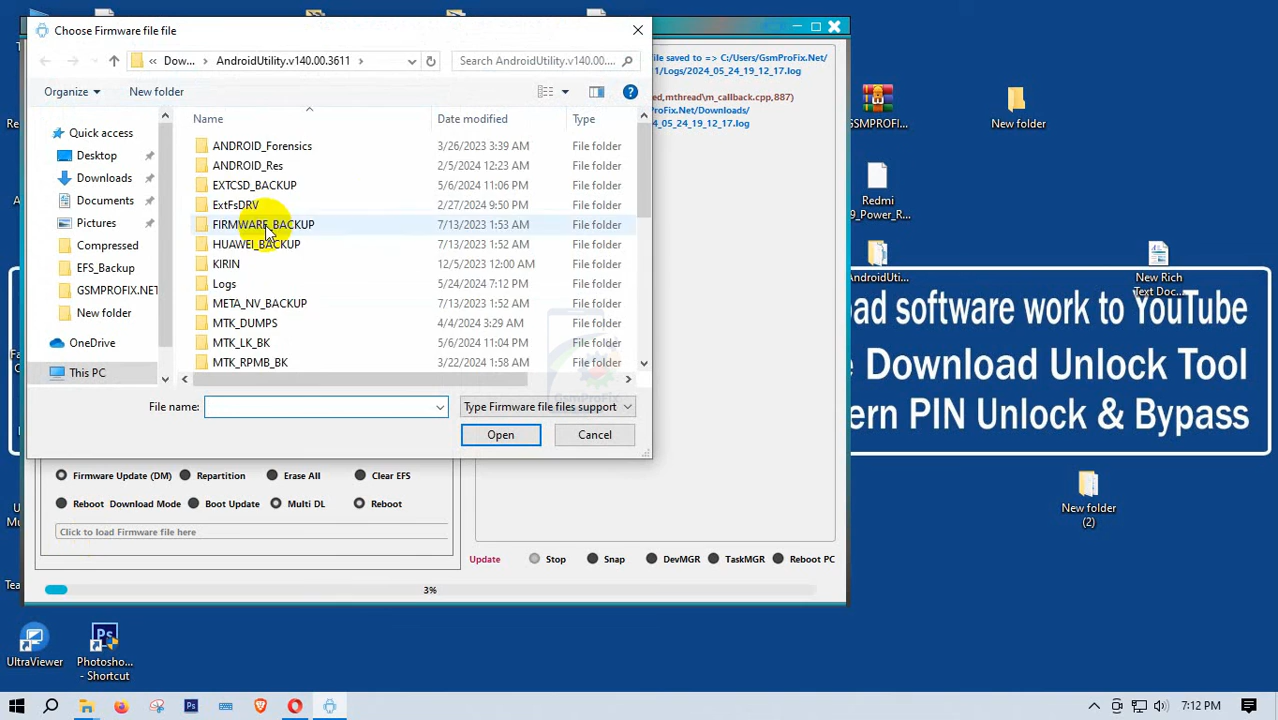 Choose Firmware file file
Dow... > AndroidUtility.v140.00.3611 >
Search AndroidUtility.v140.00....
Organize
New folder
Name
Date modified
Type
Quick access
Desktop
Downloads
Documents
Pictures
Compressed
EFS_Backup
GSMPROFIX.NET
New folder
OneDrive
This PC
ANDROID_Forensics 3/26/2023 3:39 AM File folder
ANDROID_Res 2/5/2024 12:23 AM File folder
EXTCSD_BACKUP 5/6/2024 11:06 PM File folder
ExtFsDRV 2/27/2024 9:50 PM File folder
FIRMWARE_BACKUP 7/13/2023 1:53 AM File folder
HUAWEI_BACKUP 7/13/2023 1:52 AM File folder
KIRIN 12/5/2023 12:00 AM File folder
Logs 5/24/2024 7:12 PM File folder
META_NV_BACKUP 7/13/2023 1:52 AM File folder
MTK_DUMPS 4/4/2024 3:29 AM File folder
MTK_LK_BK 5/6/2024 11:04 PM File folder
MTK_RPMB_BK 3/22/2024 1:58 AM File folder
GsmProFix
File name:
Type Firmware file files support
Open
Cancel
ile saved to => C:/Users/GsmProFix.Net/
1/Logs/2024_05_24_19_12_17.log
ed,mthread\m_callback.cpp,887)
oFix.Net/Downloads/
_05_24_19_12_17.log
Firmware Update (DM) Repartition Erase All Clear EFS
Reboot Download Mode Boot Update Multi DL Reboot
Click to load Firmware file here
Update Stop Snap DevMGR TaskMGR Reboot PC
3%
GSMPROFI...
New folder
Redmi
9_Power_R...
AndroidUti...
New Rich
Text Doc...
oad software work to YouTube
e Download Unlock Tool
ern PIN Unlock & Bypass
New folder
(2)
UltraViewer
Photosho...
- Shortcut
7:12 PM